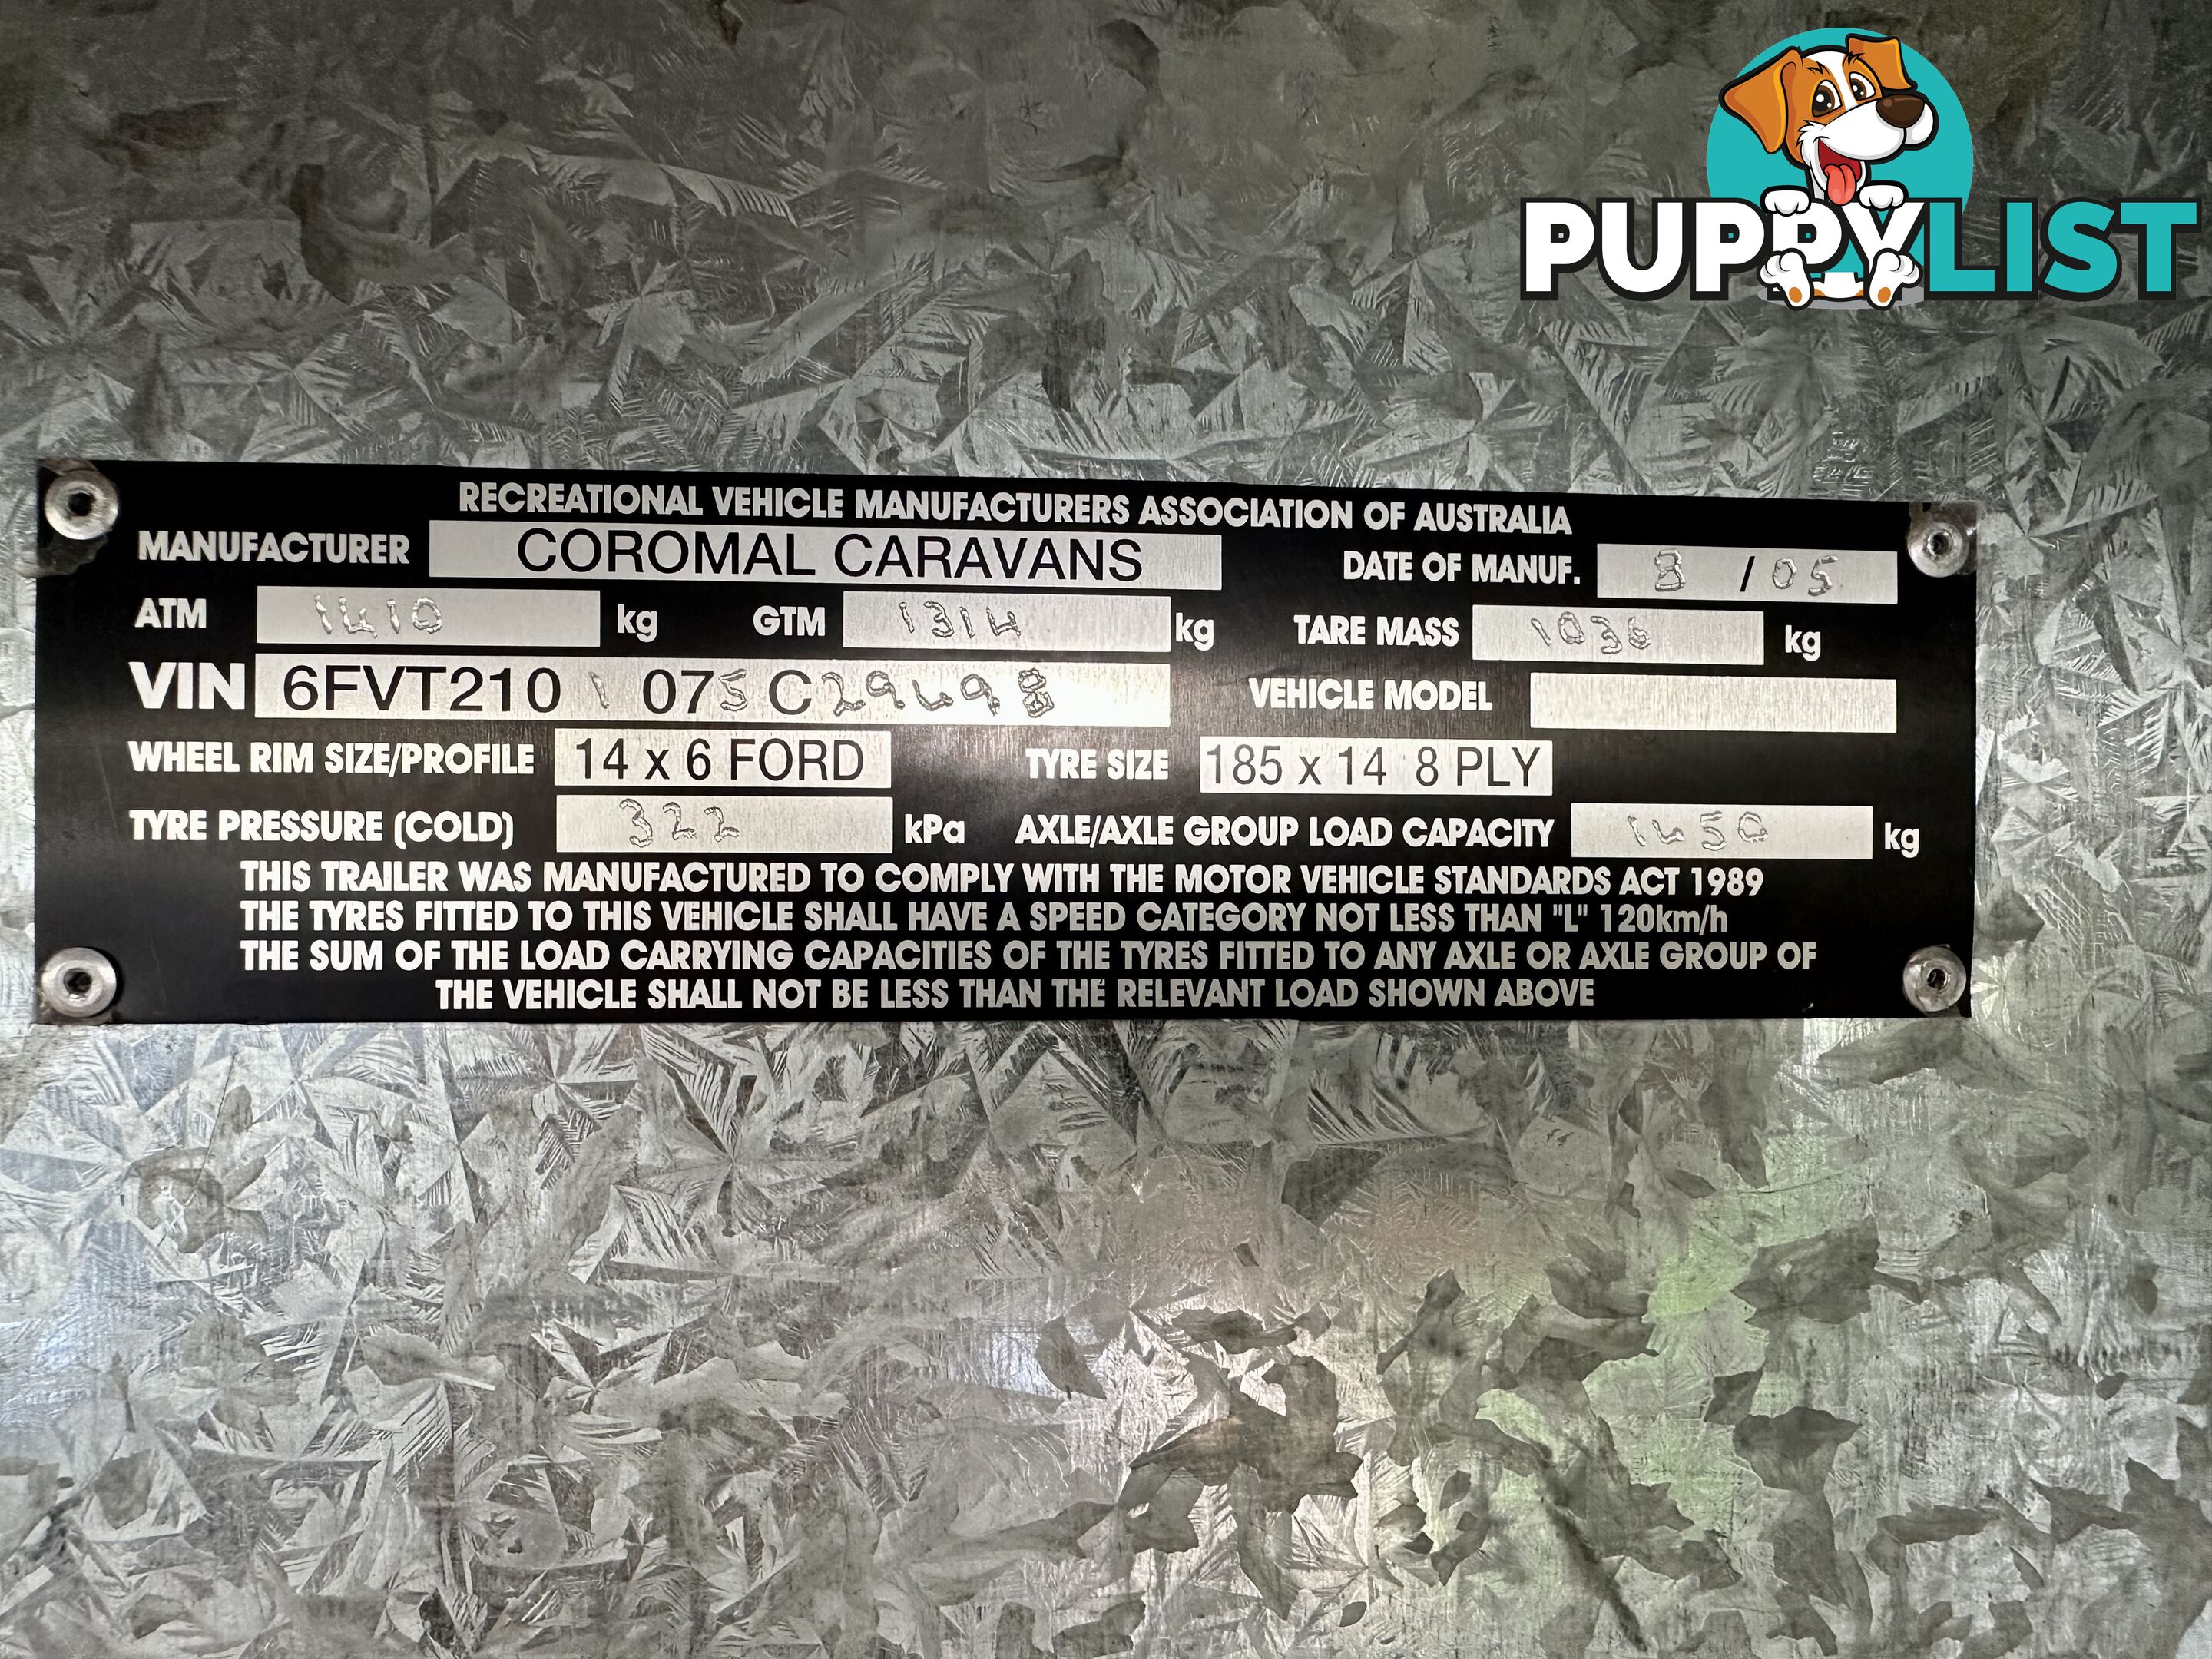 PUPPYLIST
RECREATIONAL VEHICLE MANUFACTURERS ASSOCIATION OF AUSTRALIA
MANUFACTURER COROMAL CARAVANS DATE OF MANUF. 8 / 05
ATM 1410 kg GTM 1314 kg TARE MASS 1036 kg
VIN 6FVT210 1 075 C29498 VEHICLE MODEL
WHEEL RIM SIZE/PROFILE 14 x 6 FORD TYRE SIZE 185 x 14 8 PLY
TYRE PRESSURE (COLD) 322 kPa AXLE/AXLE GROUP LOAD CAPACITY 1450 kg
THIS TRAILER WAS MANUFACTURED TO COMPLY WITH THE MOTOR VEHICLE STANDARDS ACT 1989
THE TYRES FITTED TO THIS VEHICLE SHALL HAVE A SPEED CATEGORY NOT LESS THAN "L" 120km/h
THE SUM OF THE LOAD CARRYING CAPACITIES OF THE TYRES FITTED TO ANY AXLE OR AXLE GROUP OF
THE VEHICLE SHALL NOT BE LESS THAN THE RELEVANT LOAD SHOWN ABOVE